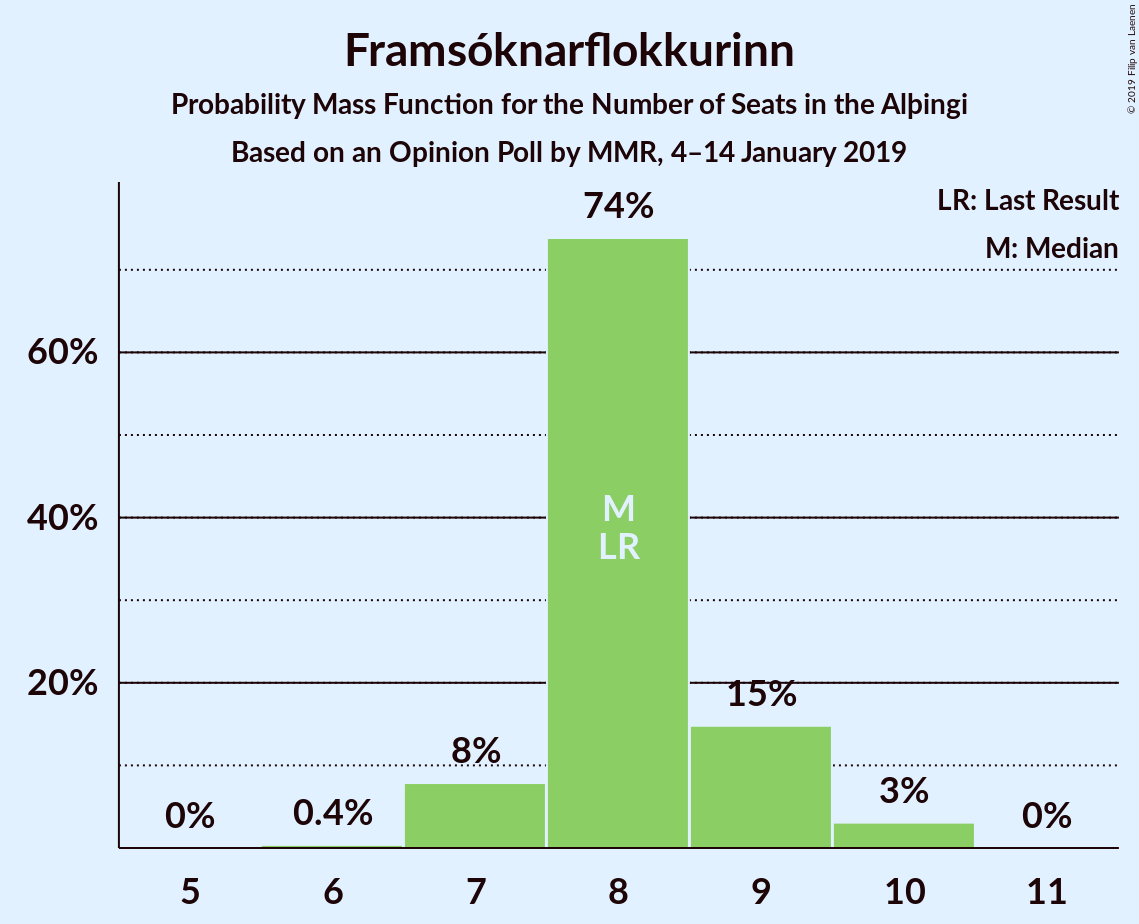 Framsóknarflokkurinn
Probability Mass Function for the Number of Seats in the Alþingi
Based on an Opinion Poll by MMR, 4–14 January 2019
© 2019 Filip van Laenen
LR: Last Result
M: Median
60%
40%
20%
0%
0.4%
8%
74%
M
LR
15%
3%
0%
5
6
7
8
9
10
11